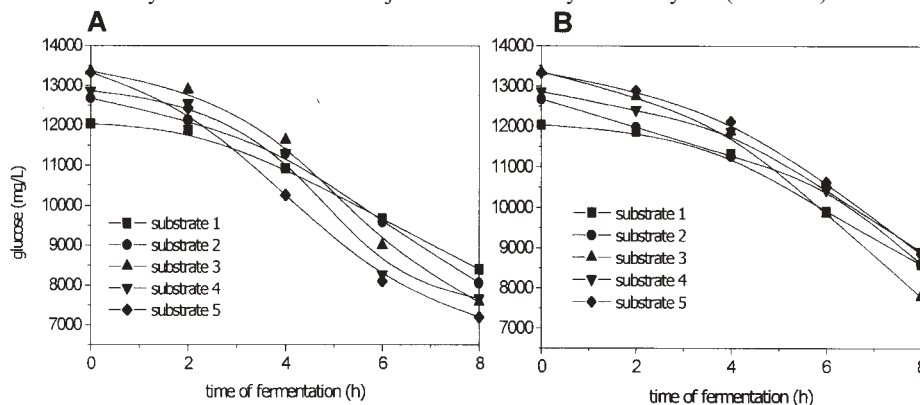 A
14000
13000
12000
11000
10000
9000
8000
7000
glucose (mg/L)
substrate 1
substrate 2
substrate 3
substrate 4
substrate 5
0 2 4 6 8
time of fermentation (h)
B
14000
13000
12000
11000
10000
9000
8000
7000
substrate 1
substrate 2
substrate 3
substrate 4
substrate 5
0 2 4 6 8
time of fermentation (h)